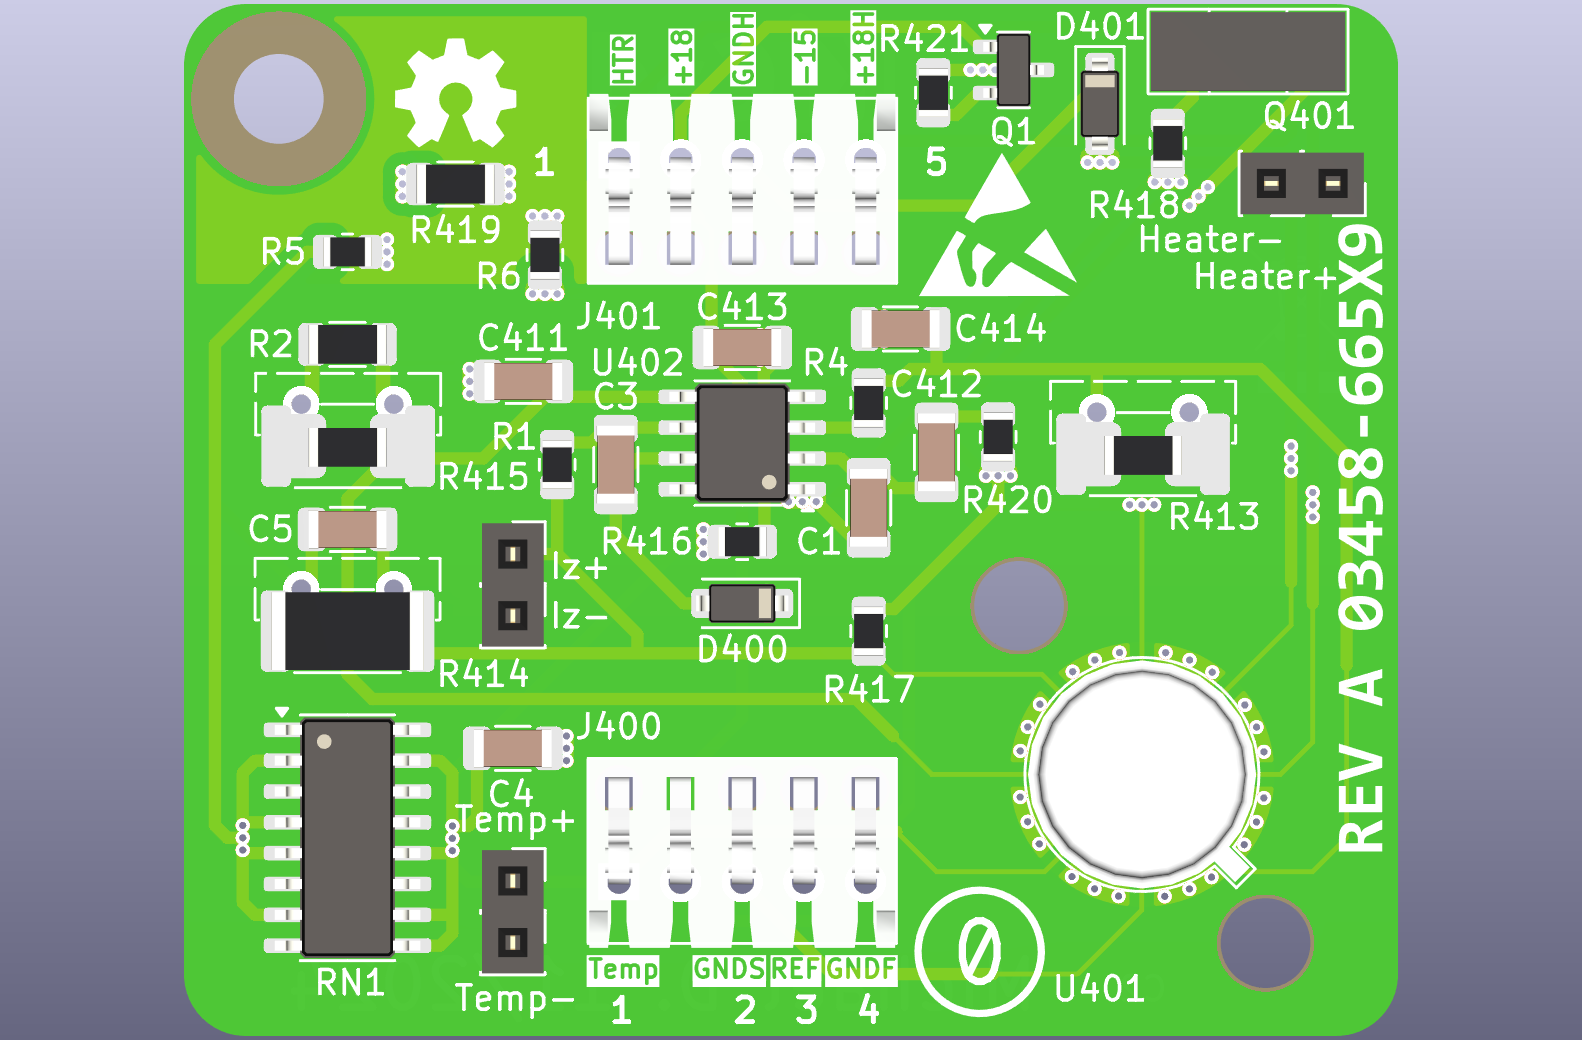 HTR
+18
GNDH
-15
+18H
R421
D401
Q1
Q401
1
5
R419
R418
R5
R6
Heater-
Heater+
J401
C413
C414
R2
C411
U402
R4
C3
C412
R1
R415
R420
R413
C5
R416
C1
Iz+
Iz-
D400
R414
R417
J400
C4
Temp+
RN1
Temp-
Temp
GNDS
REF
GNDF
1
2
3
4
0
U401
REV A 03458-665X9